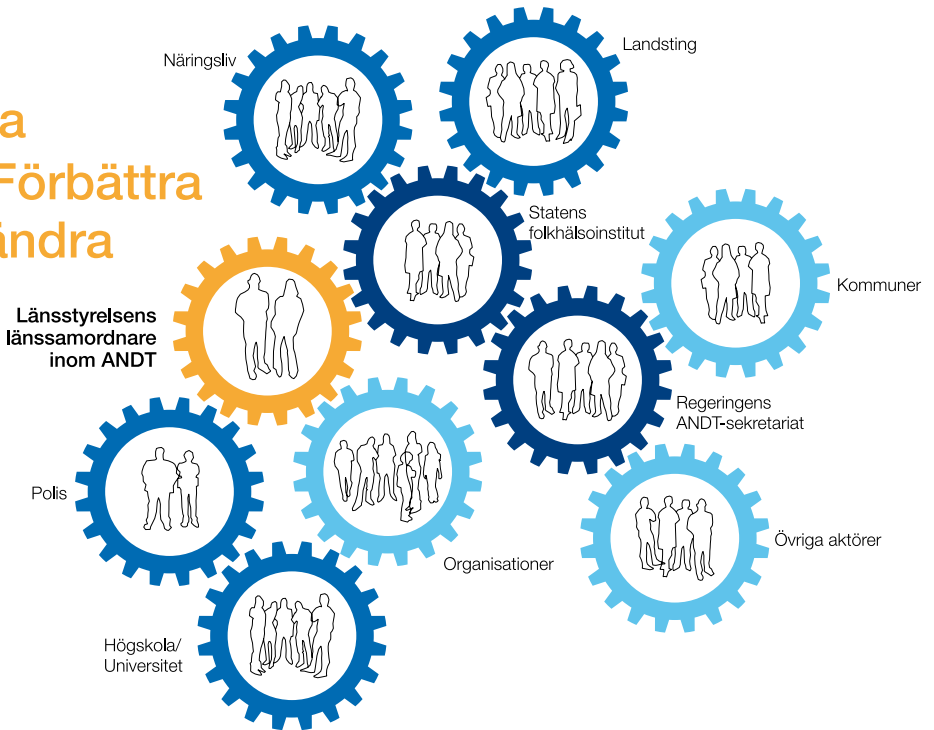 Landsting
Näringsliv
a
Förbättra
ändra
Statens
folkhälsoinstitut
Kommuner
Länsstyrelsens
länssamordnare
inom ANDT
Regeringens
ANDT-sekretariat
Polis
Övriga aktörer
Organisationer
Högskola/
Universitet